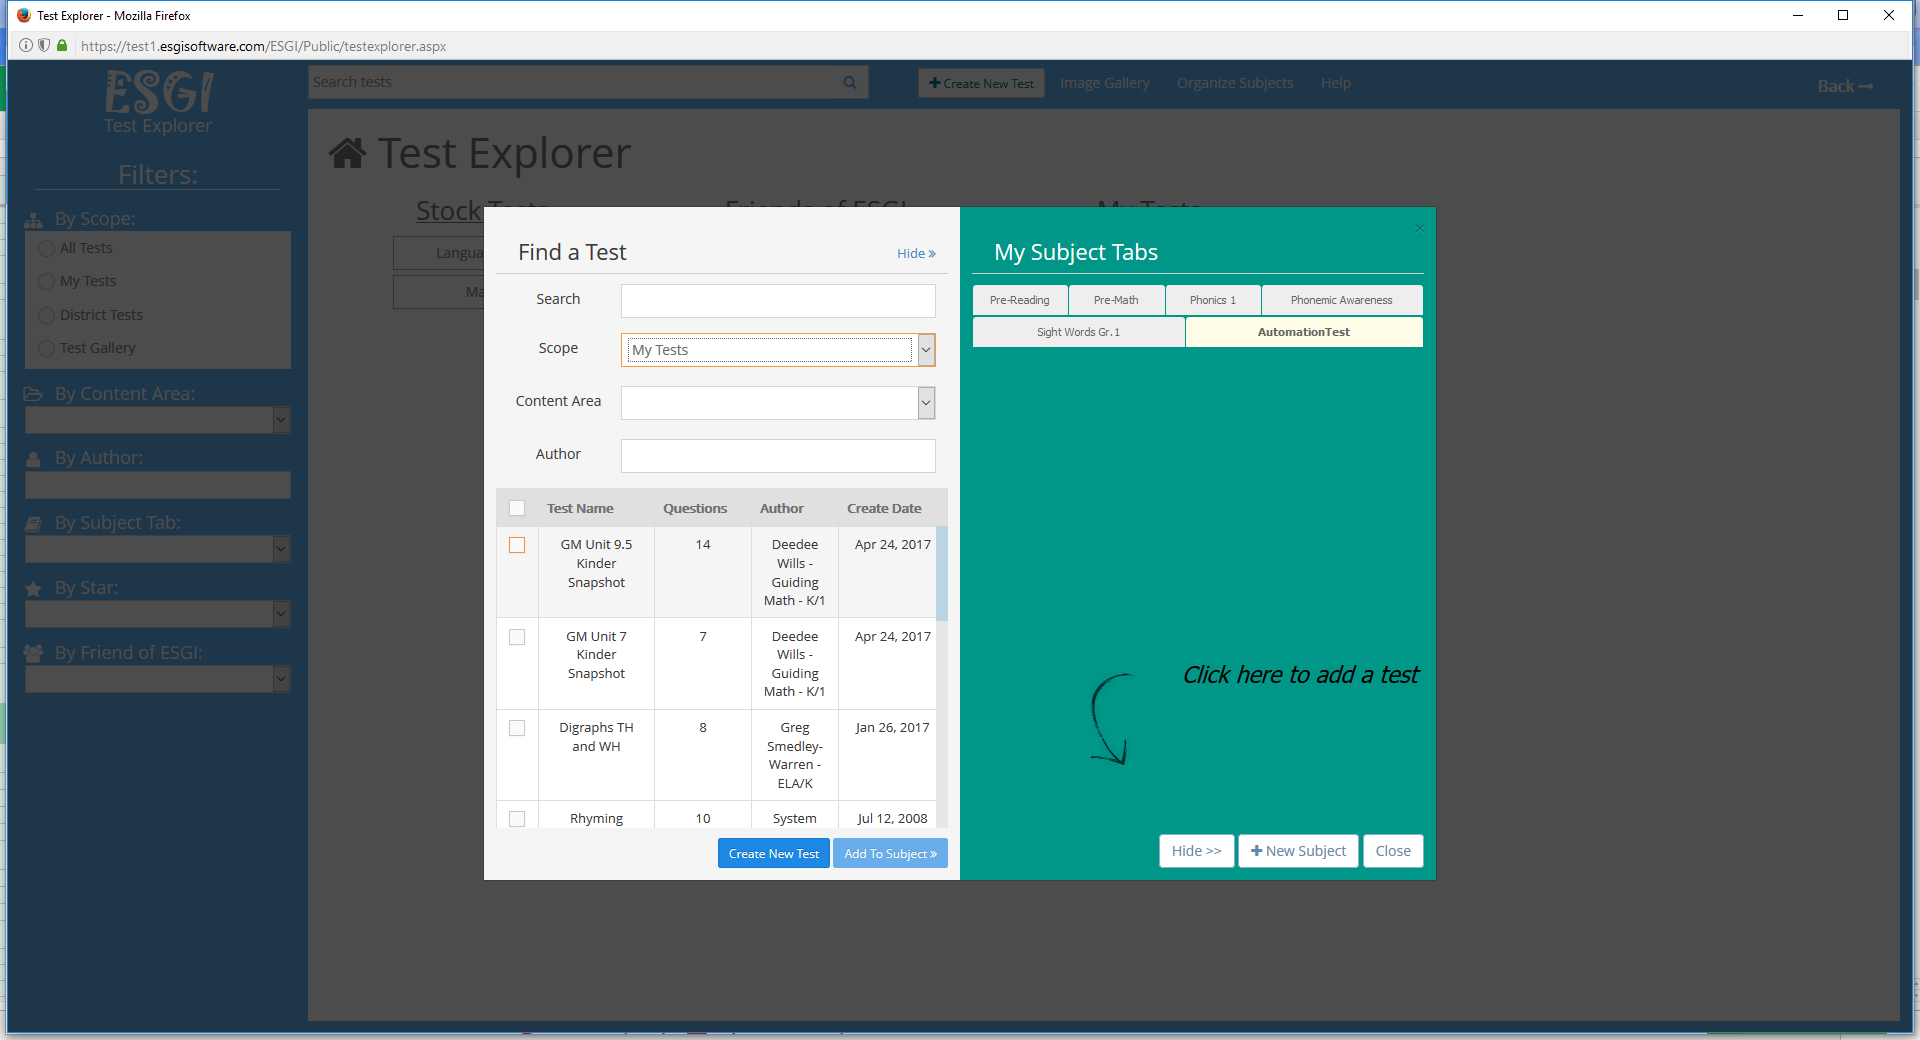 Test Explorer - Mozilla Firefox
https://test1.esgisoftware.com/ESGI/Public/testexplorer.aspx
ESGI
Test Explorer
Search tests
Create New Test
Image Gallery
Organize Subjects
Help
Back
Filters:
By Scope:
All Tests
My Tests
District Tests
Test Gallery
By Content Area:
By Author:
By Subject Tab:
By Star:
By Friend of ESGI:
Test Explorer
Stock Tests
Friends of ESGI
My Tests
Langua
Ma
Find a Test
Hide »
Search
Scope
My Tests
Content Area
Author
Test Name Questions Author Create Date
GM Unit 9.5 14 Deedee Apr 24, 2017
Kinder Wills -
Snapshot Guiding
Math - K/1
GM Unit 7 7 Deedee Apr 24, 2017
Kinder Wills -
Snapshot Guiding
Math - K/1
Digraphs TH 8 Greg Jan 26, 2017
and WH Smedley-
Warren -
ELA/K
Rhyming 10 System Jul 12, 2008
Create New Test
Add To Subject »
My Subject Tabs
×
Pre-Reading Pre-Math Phonics 1 Phonemic Awareness
Sight Words Gr.1 AutomationTest
Click here to add a test
Hide >>
+ New Subject
Close